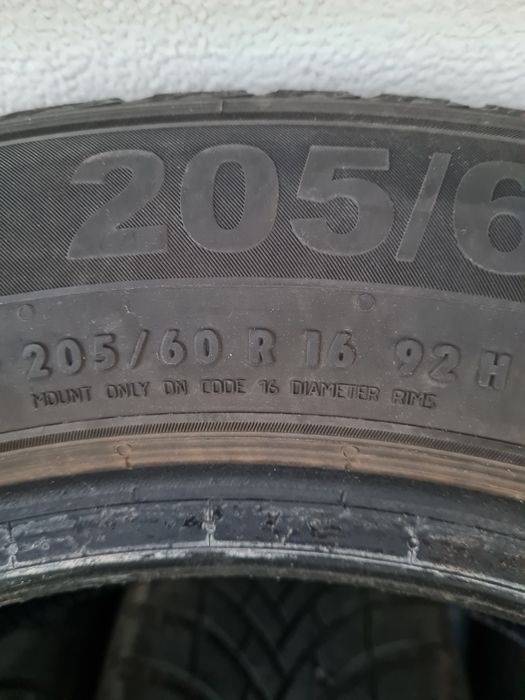 205/6
205/60 R 16 92 H
MOUNT ONLY ON CODE 16 DIAMETER RIMS